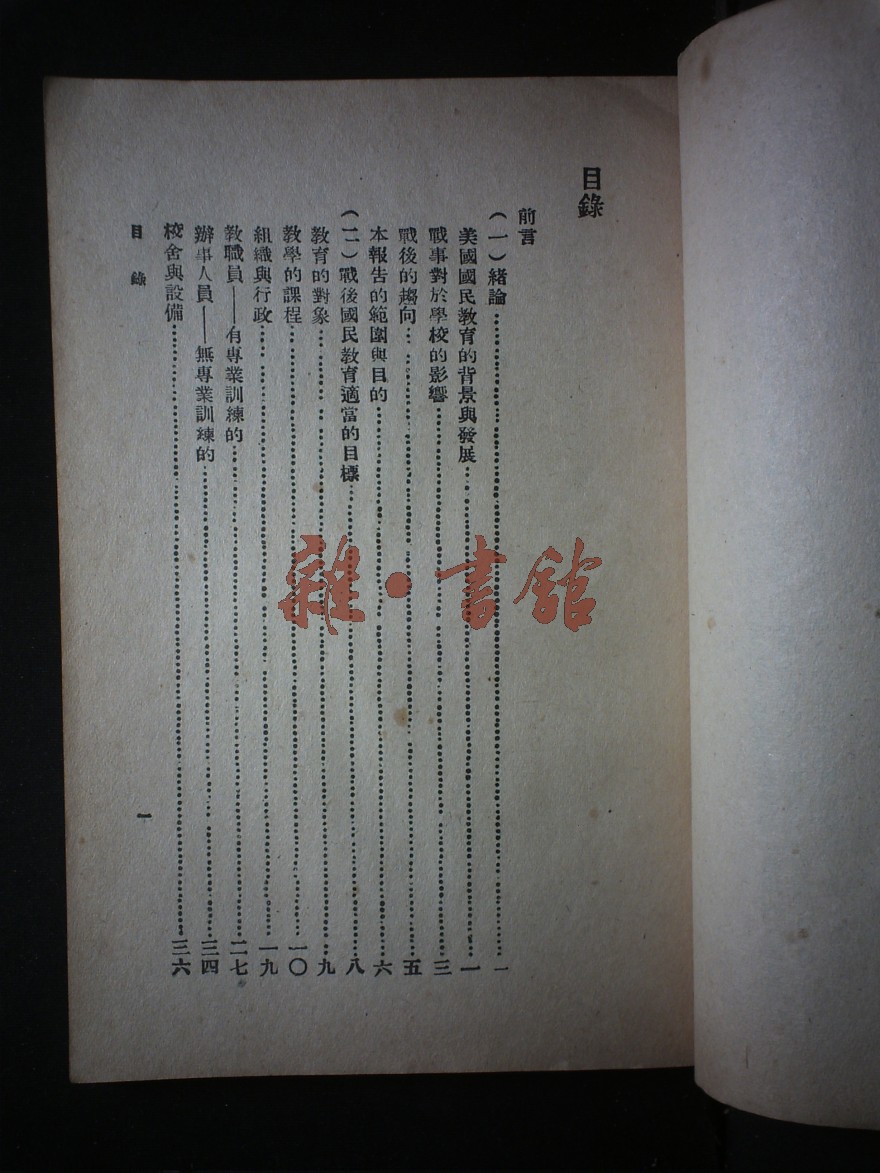 目錄
前言
（一）緒論……一
美國國民教育的背景與發展……一
戰事對於學校的影響……三
戰後的趨向……五
本報告的範圍與目的……六
（二）戰後國民教育適當的目標……八
教育的對象……九
教學的課程……一〇
組織與行政……一九
教職員——有專業訓練的……二七
辦事人員——無專業訓練的……三四
校舍與設備……三六
目錄
一
雜·書館